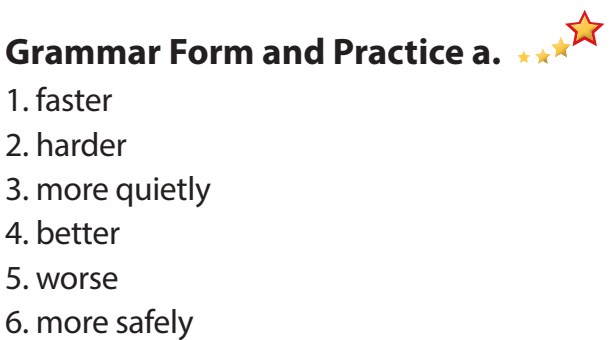 Grammar Form and Practice a.
1. faster
2. harder
3. more quietly
4. better
5. worse
6. more safely